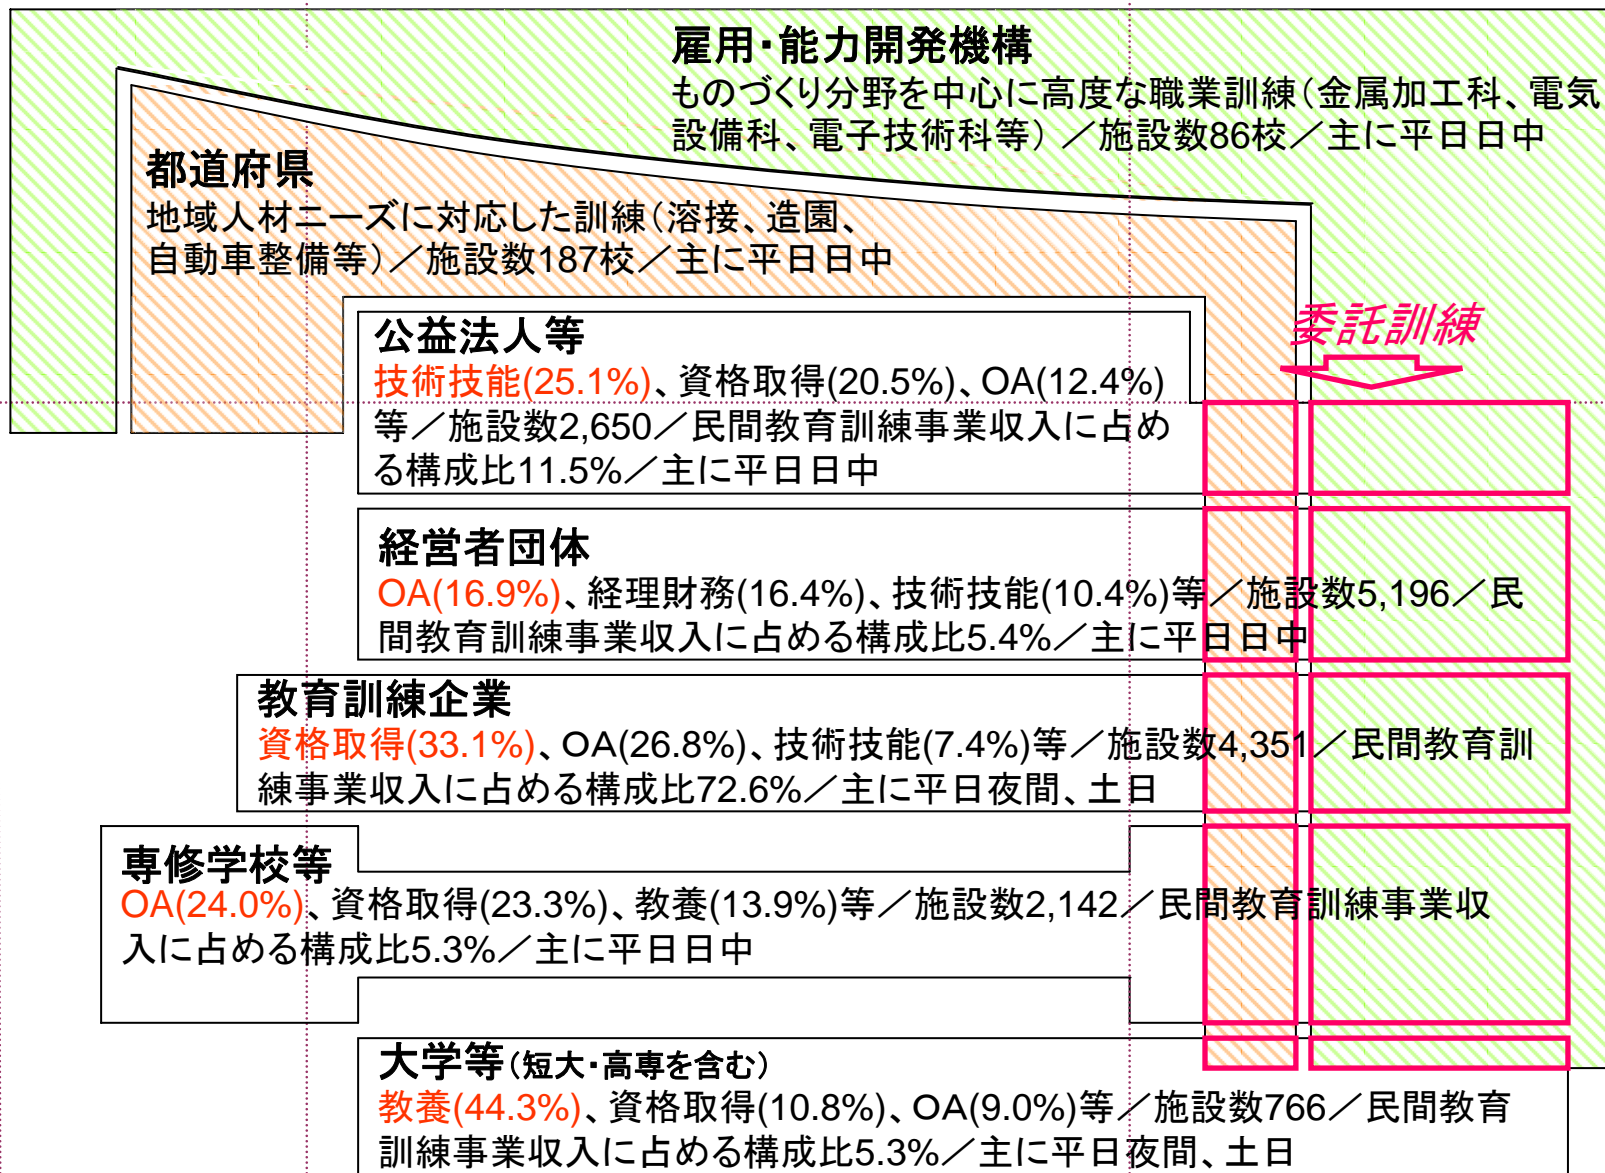 雇用・能力開発機構
ものづくり分野を中心に高度な職業訓練(金属加工科、電気
設備科、電子技術科等)／施設数86校／主に平日日中
都道府県
地域人材ニーズに対応した訓練(溶接、造園、
自動車整備等)／施設数187校／主に平日日中
委託訓練
公益法人等
技術技能(25.1%)、資格取得(20.5%)、OA(12.4%)
等／施設数2,650／民間教育訓練事業収入に占め
る構成比11.5%／主に平日日中
経営者団体
OA(16.9%)、経理財務(16.4%)、技術技能(10.4%)等／施設数5,196／民
間教育訓練事業収入に占める構成比5.4%／主に平日日中
教育訓練企業
資格取得(33.1%)、OA(26.8%)、技術技能(7.4%)等／施設数4,351／民間教育訓
練事業収入に占める構成比72.6%／主に平日夜間、土日
専修学校等
OA(24.0%)、資格取得(23.3%)、教養(13.9%)等／施設数2,142／民間教育訓練事業収
入に占める構成比5.3%／主に平日日中
大学等(短大・高専を含む)
教養(44.3%)、資格取得(10.8%)、OA(9.0%)等／施設数766／民間教育
訓練事業収入に占める構成比5.3%／主に平日夜間、土日